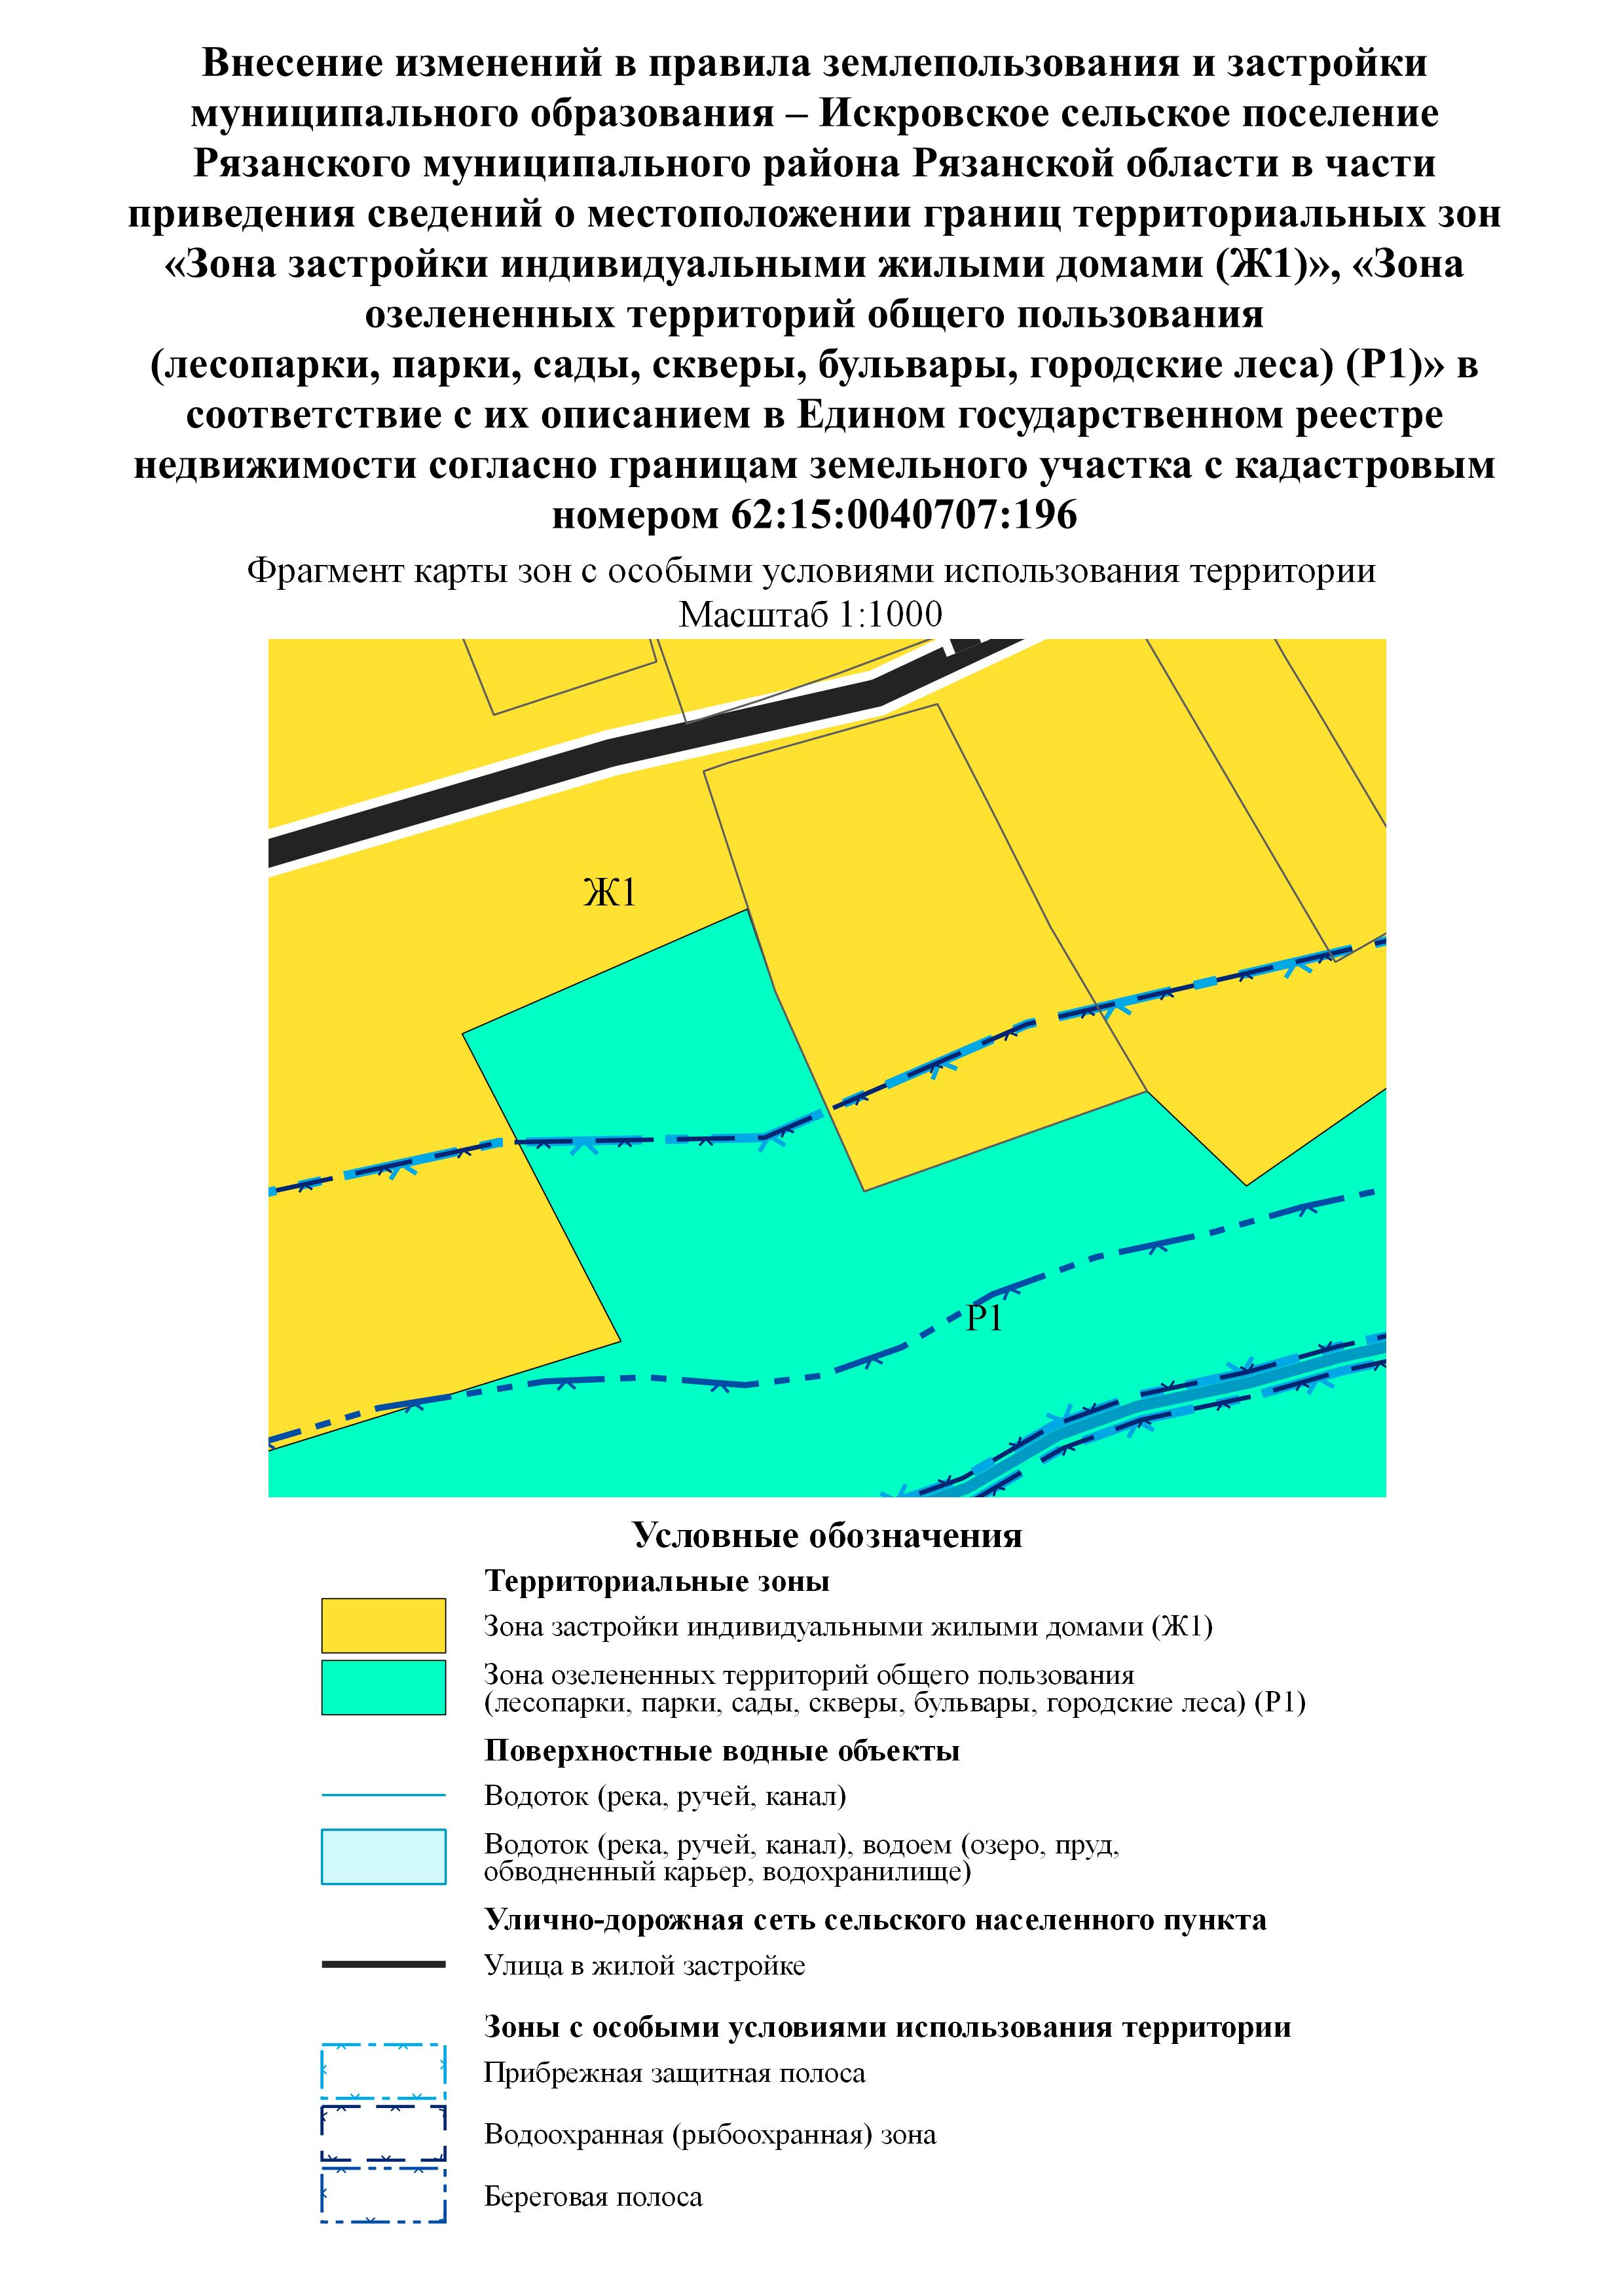 Внесение изменений в правила землепользования и застройки
муниципального образования – Искровское сельское поселение
Рязанского муниципального района Рязанской области в части
приведения сведений о местоположении границ территориальных зон
«Зона застройки индивидуальными жилыми домами (Ж1)», «Зона
озелененных территорий общего пользования
(лесопарки, парки, сады, скверы, бульвары, городские леса) (Р1)» в
соответствие с их описанием в Едином государственном реестре
недвижимости согласно границам земельного участка с кадастровым
номером 62:15:0040707:196
Фрагмент карты зон с особыми условиями использования территории
Масштаб 1:1000
Ж1
Р1
Условные обозначения
Территориальные зоны
Зона застройки индивидуальными жилыми домами (Ж1)
Зона озелененных территорий общего пользования
(лесопарки, парки, сады, скверы, бульвары, городские леса) (Р1)
Поверхностные водные объекты
Водоток (река, ручей, канал)
Водоток (река, ручей, канал), водоем (озеро, пруд,
обводненный карьер, водохранилище)
Улично-дорожная сеть сельского населенного пункта
Улица в жилой застройке
Зоны с особыми условиями использования территории
Прибрежная защитная полоса
Водоохранная (рыбоохранная) зона
Береговая полоса